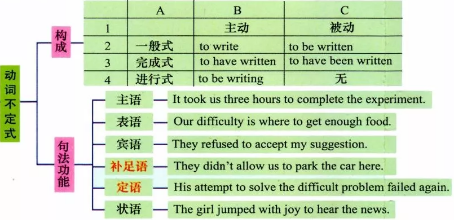 动词不定式
构成
A B C
1 主动 被动
2 一般式 to write to be written
3 完成式 to have written to have been written
4 进行式 to be writing 无
句法功能
主语 It took us three hours to complete the experiment.
表语 Our difficulty is where to get enough food.
宾语 They refused to accept my suggestion.
补足语 They didn't allow us to park the car here.
定语 His attempt to solve the difficult problem failed again.
状语 The girl jumped with joy to hear the news.